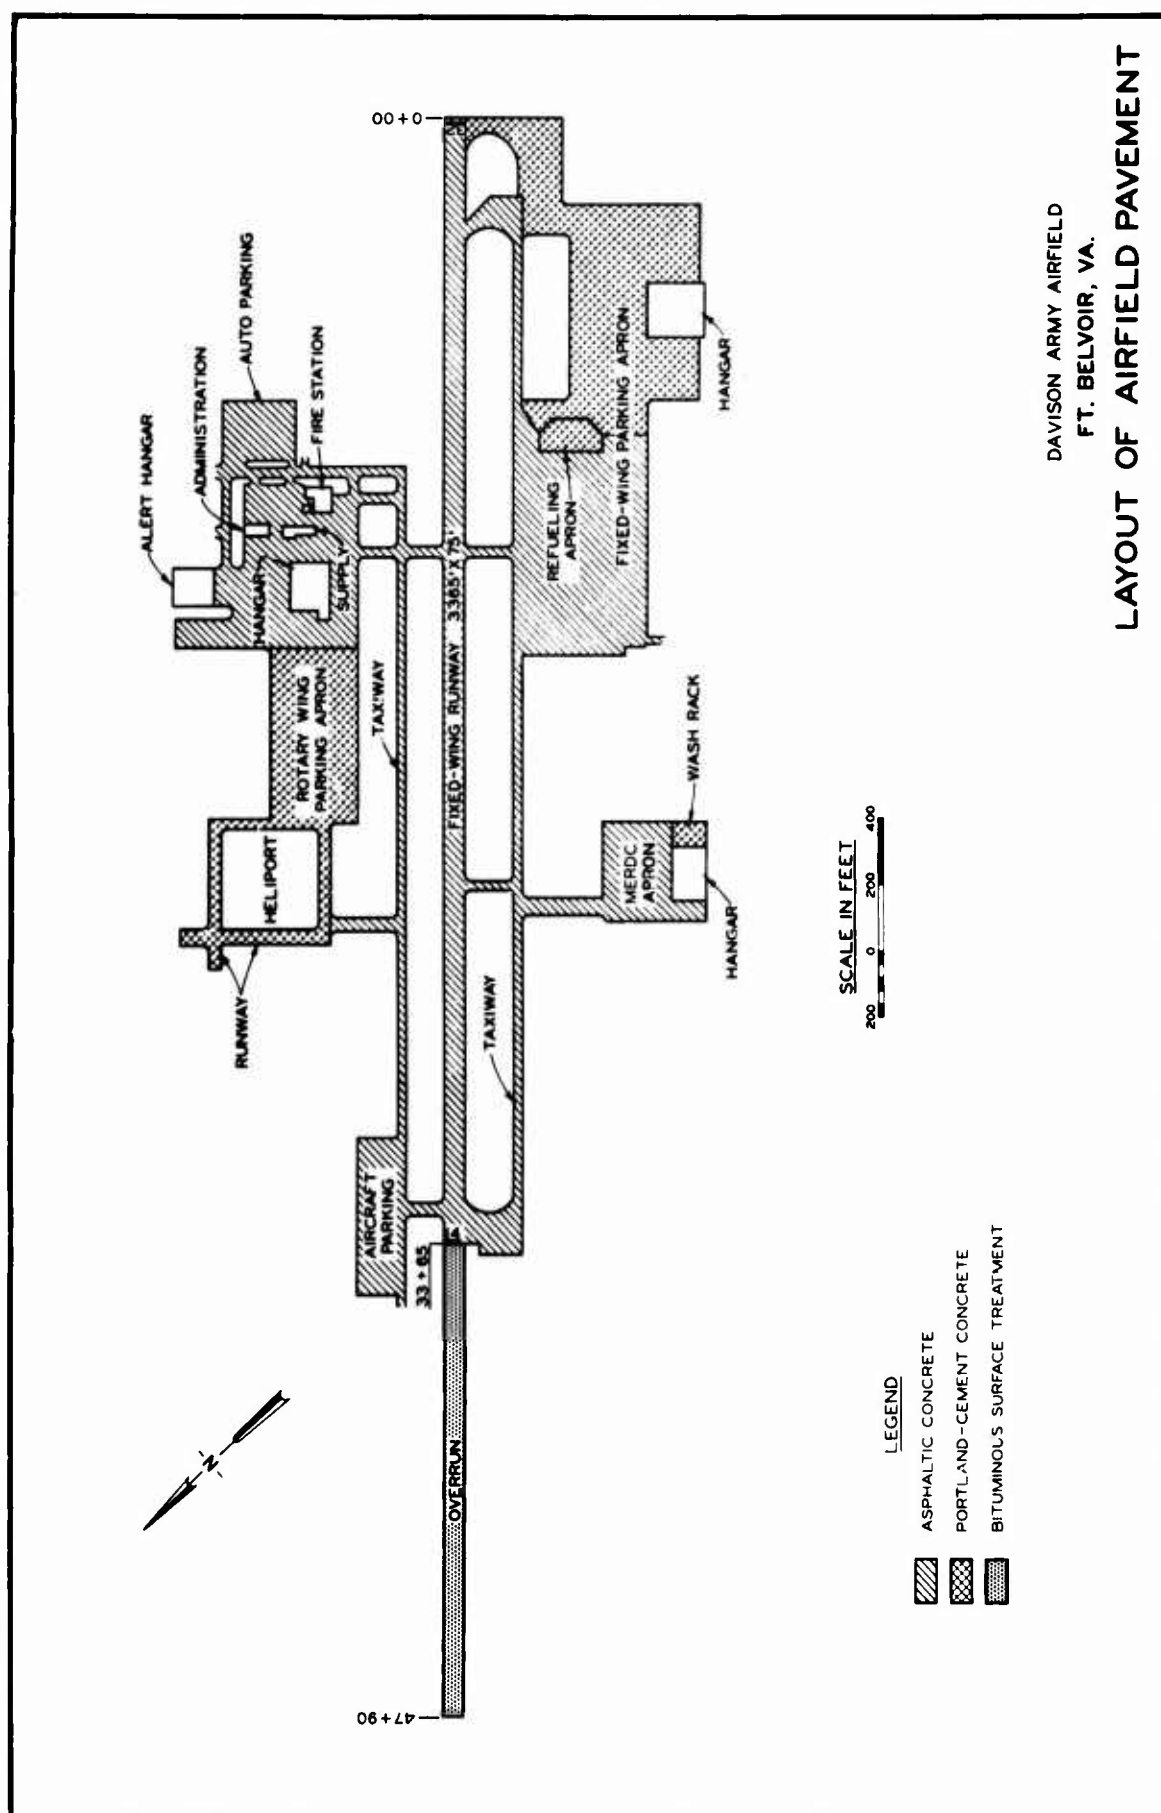 ALERT HANGAR
ADMINISTRATION
AUTO PARKING
FIRE STATION
HANGAR
SUPPLY
RUNWAY
HELIPORT
ROTARY WING
PARKING APRON
TAXIWAY
AIRCRAFT
PARKING
33+65
0+00
47+90
OVERRUN
FIXED-WING RUNWAY 3365' X 75'
TAXIWAY
REFUELING
APRON
FIXED-WING PARKING APRON
HANGAR
MERDC
APRON
WASH RACK
HANGAR
N
SCALE IN FEET
200 0 200 400
LEGEND
ASPHALTIC CONCRETE
PORTLAND-CEMENT CONCRETE
BITUMINOUS SURFACE TREATMENT
DAVISON ARMY AIRFIELD
FT. BELVOIR, VA.
LAYOUT OF AIRFIELD PAVEMENT